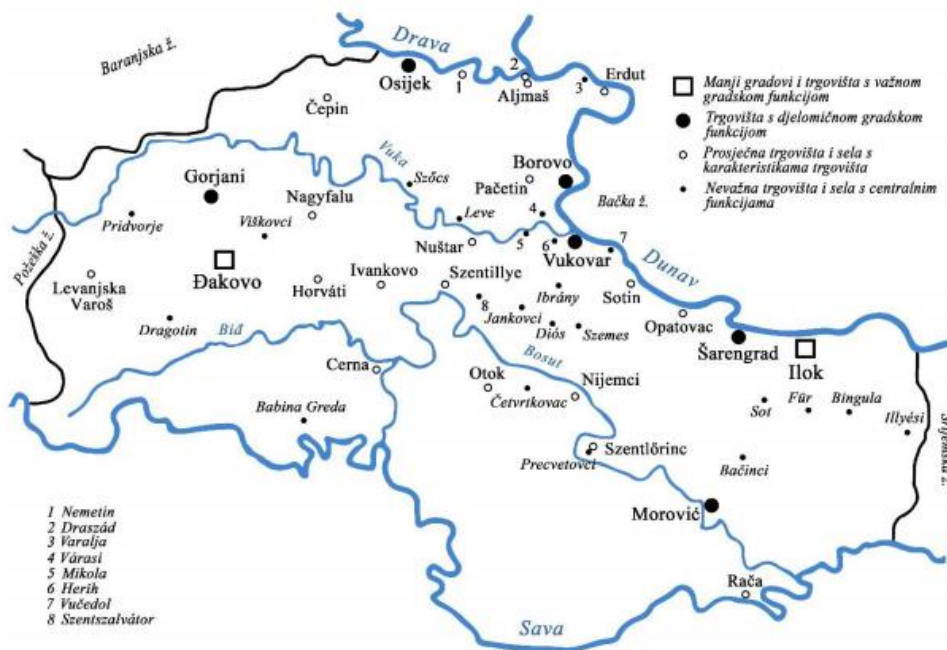 Baranjska ž.
Drava
Osijek
1
2
Aljmaš
3
Erdut
Čepin
Manji gradovi i trgovišta s važnom
gradskom funkcijom
Trgovišta s djelomičnom gradskom
funkcijom
Prosječna trgovišta i sela s
karakteristikama trgovišta
Nevažna trgovišta i sela s centralnim
funkcijama
Vuka
Szőcs
Borovo
Pačetin
Gorjani
Nagyfalu
Pridvorje
Viškovci
Leve
4
Bačka ž.
Nuštar
5
6
Vukovar
7
Dunav
Požeška ž.
Levanjska
Varoš
Đakovo
Horváti
Ivankovo
Szentillye
8
Jankovci
Ibrány
Sotin
Dragotin
Diós
Szemes
Opatovac
Biđ
Bosut
Šarengrad
Ilok
Cerna
Otok
Četvrtkovac
Nijemci
Babina Greda
Sot
Für
Bingula
Illyési
Srijemska ž.
Szentlőrinc
Precvetovci
Bačinci
Morović
Rača
Sava
1 Nemetin
2 Draszád
3 Varalja
4 Várasi
5 Mikola
6 Herih
7 Vučedol
8 Szentszalvátor